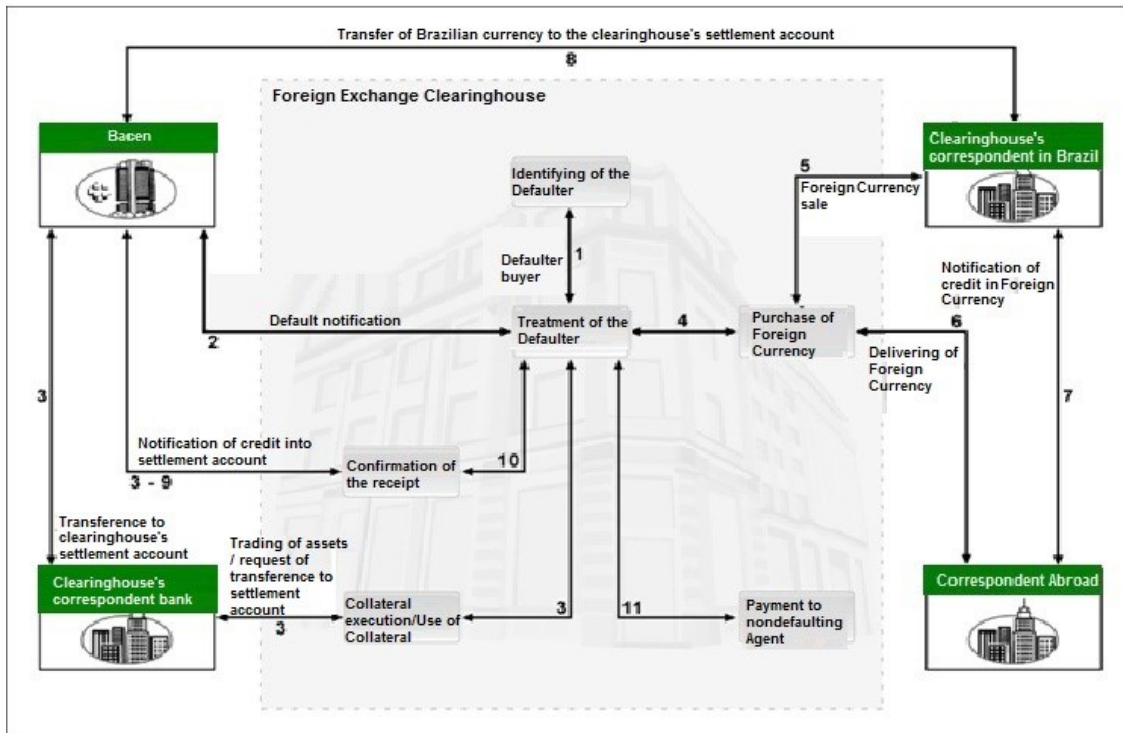 Transfer of Brazilian currency to the clearinghouse's settlement account
8
Foreign Exchange Clearinghouse
Bacen
Clearinghouse's
correspondent in Brazil
Identifying of the
Defaulter
5
Foreign Currency
sale
1
Defaulter
buyer
Notification of
credit in Foreign
Currency
Default notification
2
Treatment of the
Defaulter
4
Purchase of
Foreign
Currency
6
Delivering of
Foreign
Currency
3
7
Notification of credit into
settlement account
3 - 9
Confirmation of
the receipt
10
Transference to
clearinghouse's
settlement account
Trading of assets
/ request of
transference to
settlement
account
3
Clearinghouse's
correspondent bank
Collateral
execution/Use of
Collateral
3
11
Payment to
nondefaulting
Agent
Correspondent Abroad